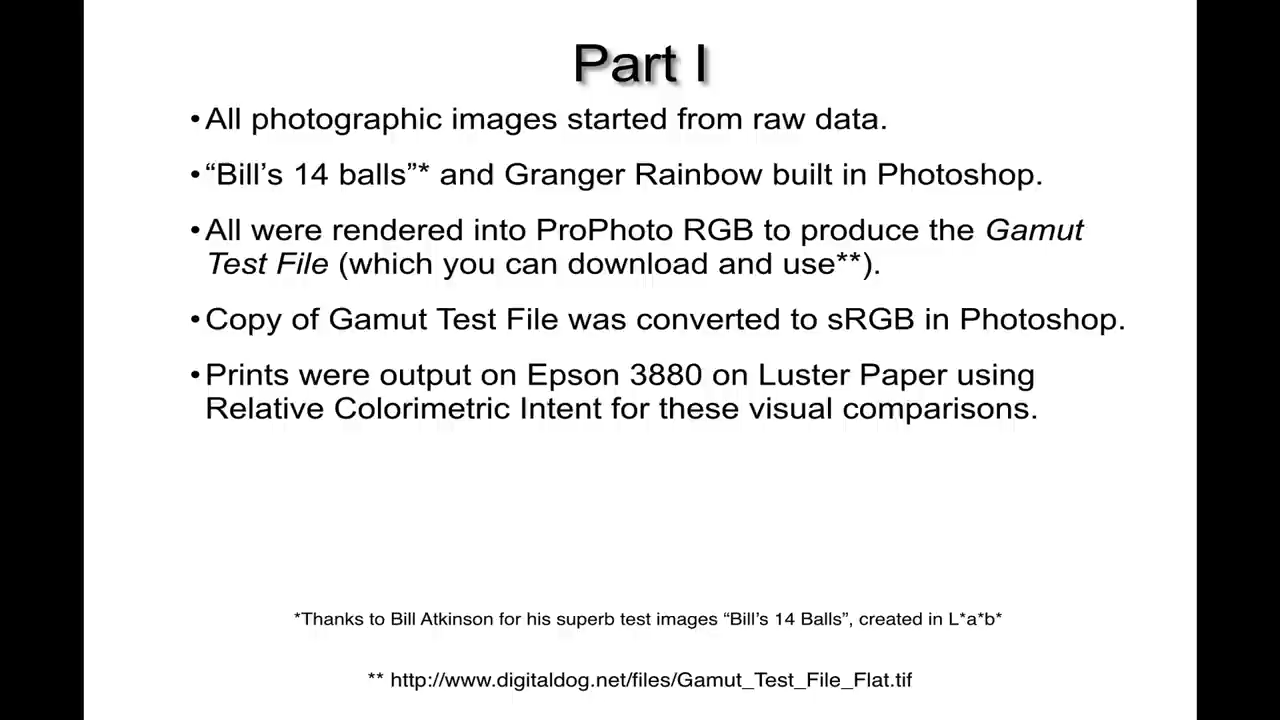 Part I
•All photographic images started from raw data.
•“Bill’s 14 balls”* and Granger Rainbow built in Photoshop.
•All were rendered into ProPhoto RGB to produce the Gamut
Test File (which you can download and use**).
•Copy of Gamut Test File was converted to sRGB in Photoshop.
•Prints were output on Epson 3880 on Luster Paper using
Relative Colorimetric Intent for these visual comparisons.
*Thanks to Bill Atkinson for his superb test images “Bill’s 14 Balls”, created in L*a*b*
** http://www.digitaldog.net/files/Gamut_Test_File_Flat.tif